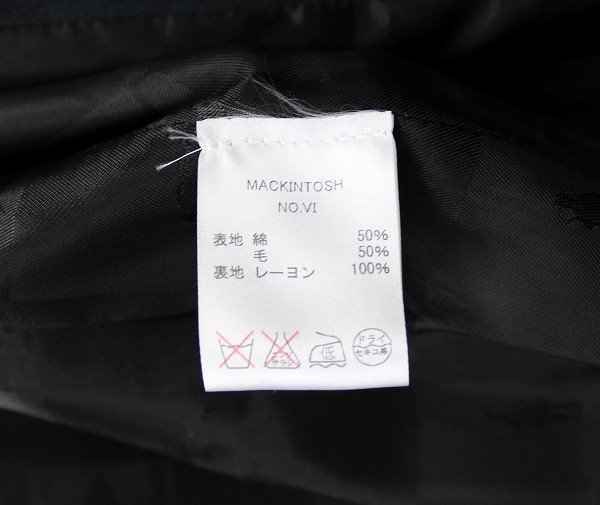 MACKINTOSH
NO.VI
表地 綿 50%
毛 50%
裏地 レーヨン 100%
低
ドライ
セキユ系